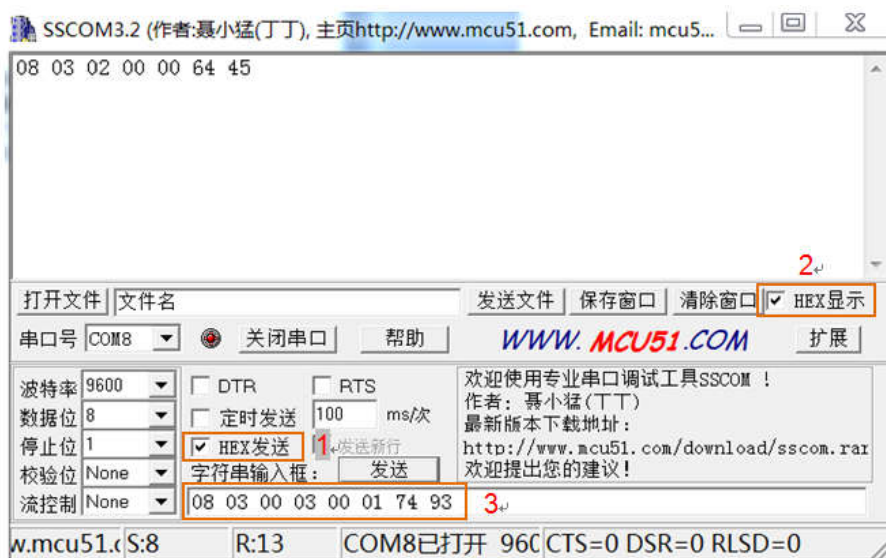 SSCOM3.2 (作者:聂小猛(丁丁), 主页http://www.mcu51.com, Email: mcu5...
08 03 02 00 00 64 45
2
打开文件 文件名 发送文件 保存窗口 清除窗口 HEX显示
串口号 COM8 关闭串口 帮助 WWW. MCU51 .COM 扩展
波特率 9600 DTR RTS
数据位 8 定时发送 100 ms/次
停止位 1 HEX发送 1 发送新行
校验位 None 字符串输入框: 发送
流控制 None 08 03 00 03 00 01 74 93 3
欢迎使用专业串口调试工具SSCOM !
作者: 聂小猛(丁丁)
最新版本下载地址:
http://www.mcu51.com/download/sscom.rar
欢迎提出您的建议!
w.mcu51.c S:8 R:13 COM8已打开 960 CTS=0 DSR=0 RLSD=0